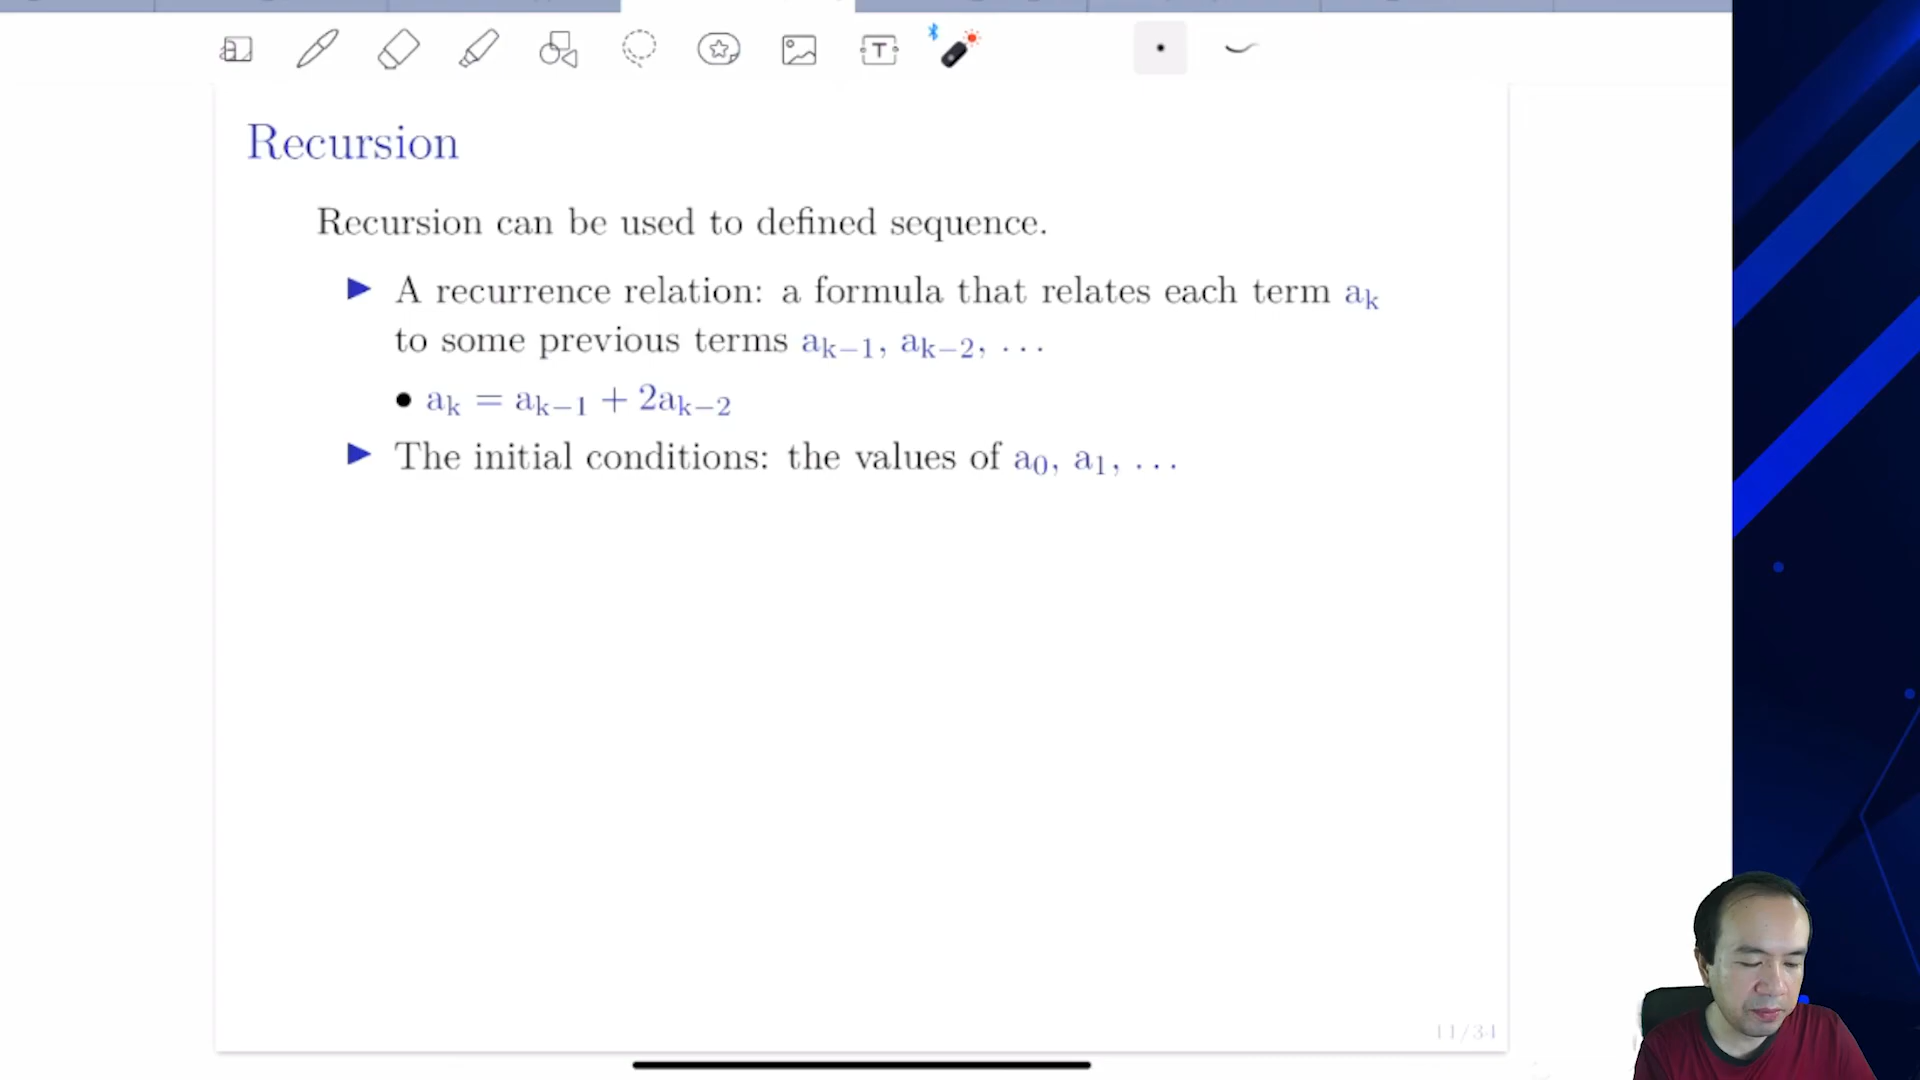 Recursion
Recursion can be used to defined sequence.
▶ A recurrence relation: a formula that relates each term aₖ
to some previous terms aₖ₋₁, aₖ₋₂, …
• aₖ = aₖ₋₁ + 2aₖ₋₂
▶ The initial conditions: the values of a₀, a₁, …
11/34